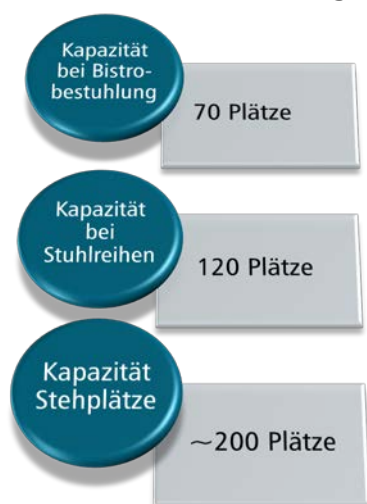 Kapazität
bei Bistro-
bestuhlung
70 Plätze
Kapazität
bei
Stuhlreihen
120 Plätze
Kapazität
Stehplätze
~200 Plätze